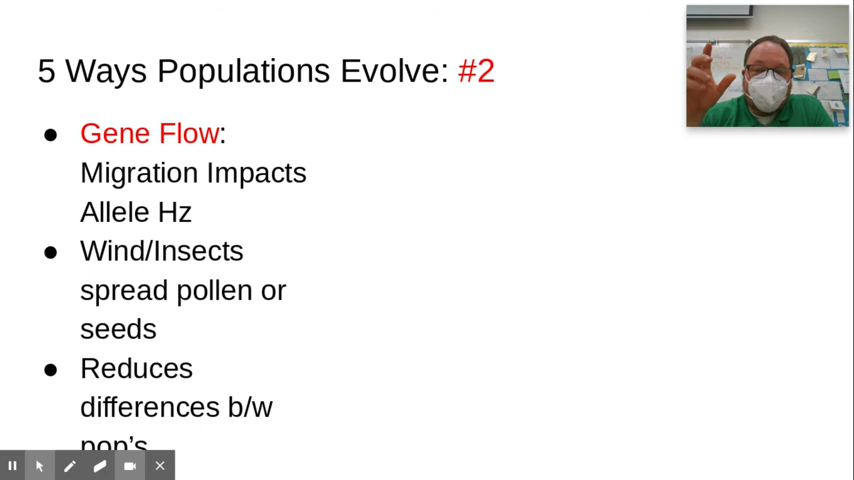 5 Ways Populations Evolve: #2
● Gene Flow:
Migration Impacts
Allele Hz
● Wind/Insects
spread pollen or
seeds
● Reduces
differences b/w
pop's